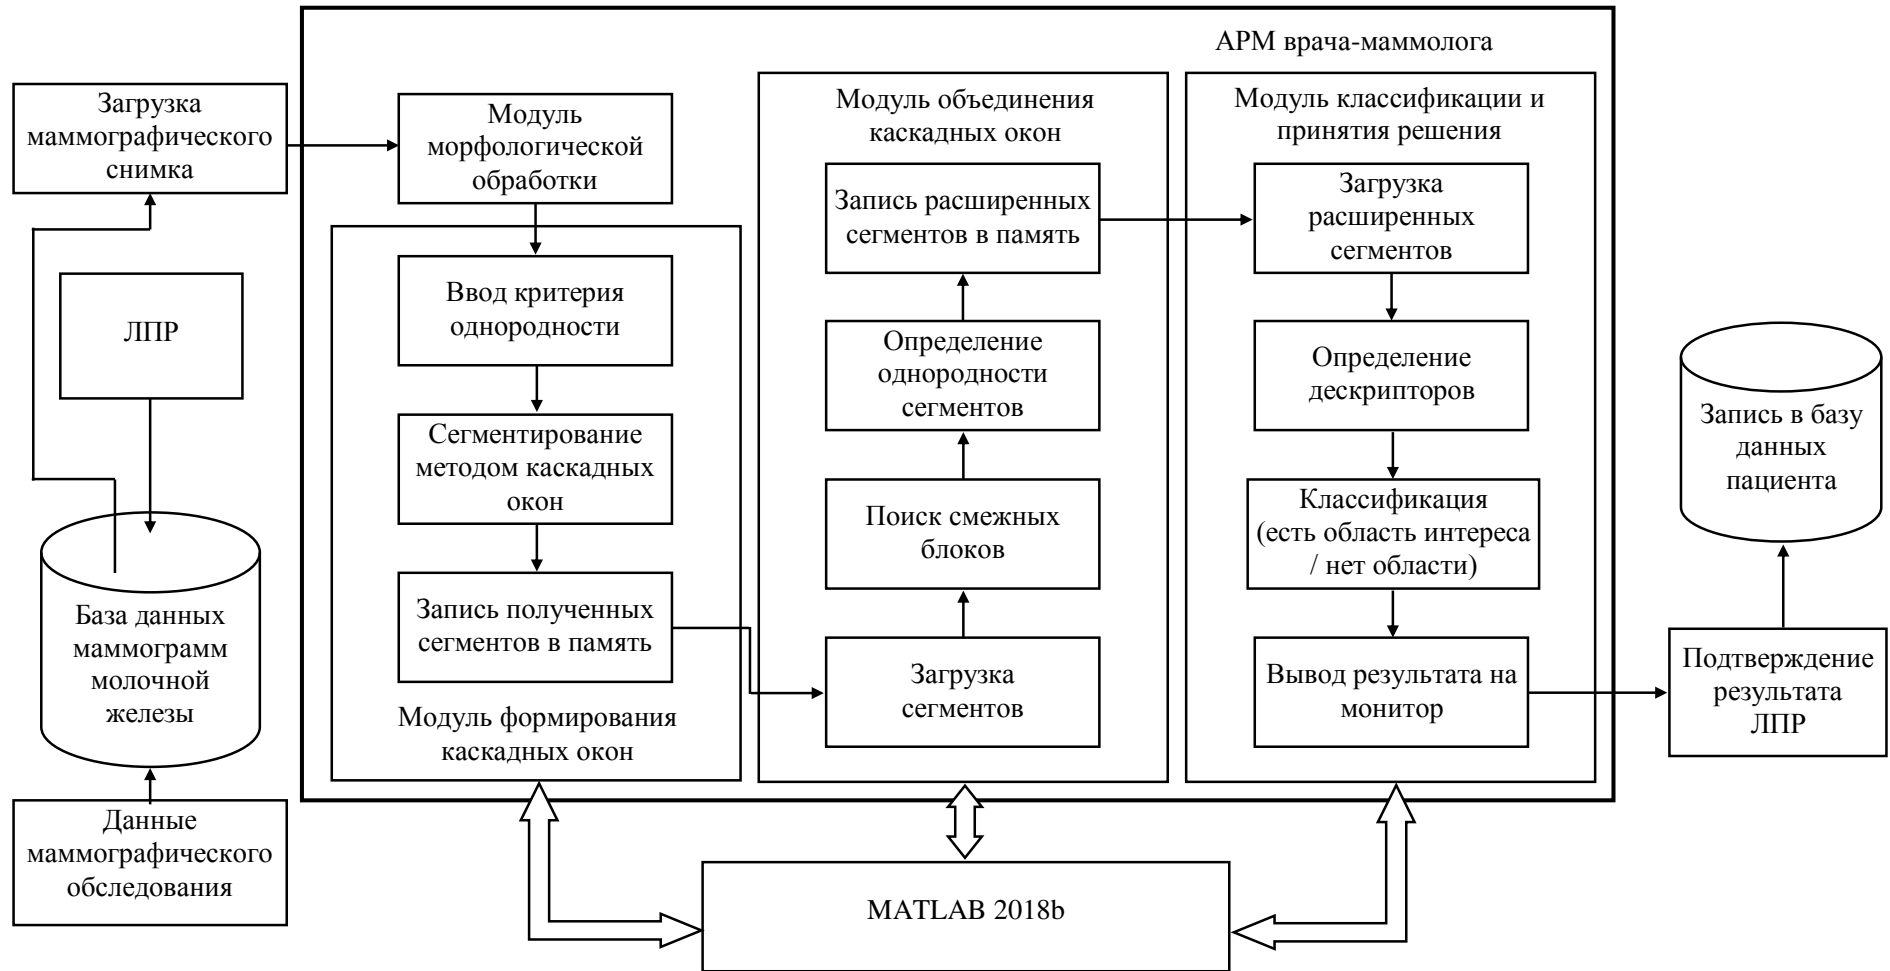 АРМ врача-маммолога
Загрузка
маммографического
снимка
ЛПР
База данных
маммограмм
молочной
железы
Данные
маммографического
обследования
Модуль
морфологической
обработки
Ввод критерия
однородности
Сегментирование
методом каскадных
окон
Запись полученных
сегментов в память
Модуль формирования
каскадных окон
Модуль объединения
каскадных окон
Запись расширенных
сегментов в память
Определение
однородности
сегментов
Поиск смежных
блоков
Загрузка
сегментов
Модуль классификации и
принятия решения
Загрузка
расширенных
сегментов
Определение
дескрипторов
Классификация
(есть область интереса
/ нет области)
Вывод результата на
монитор
Запись в базу
данных
пациента
Подтверждение
результата
ЛПР
MATLAB 2018b